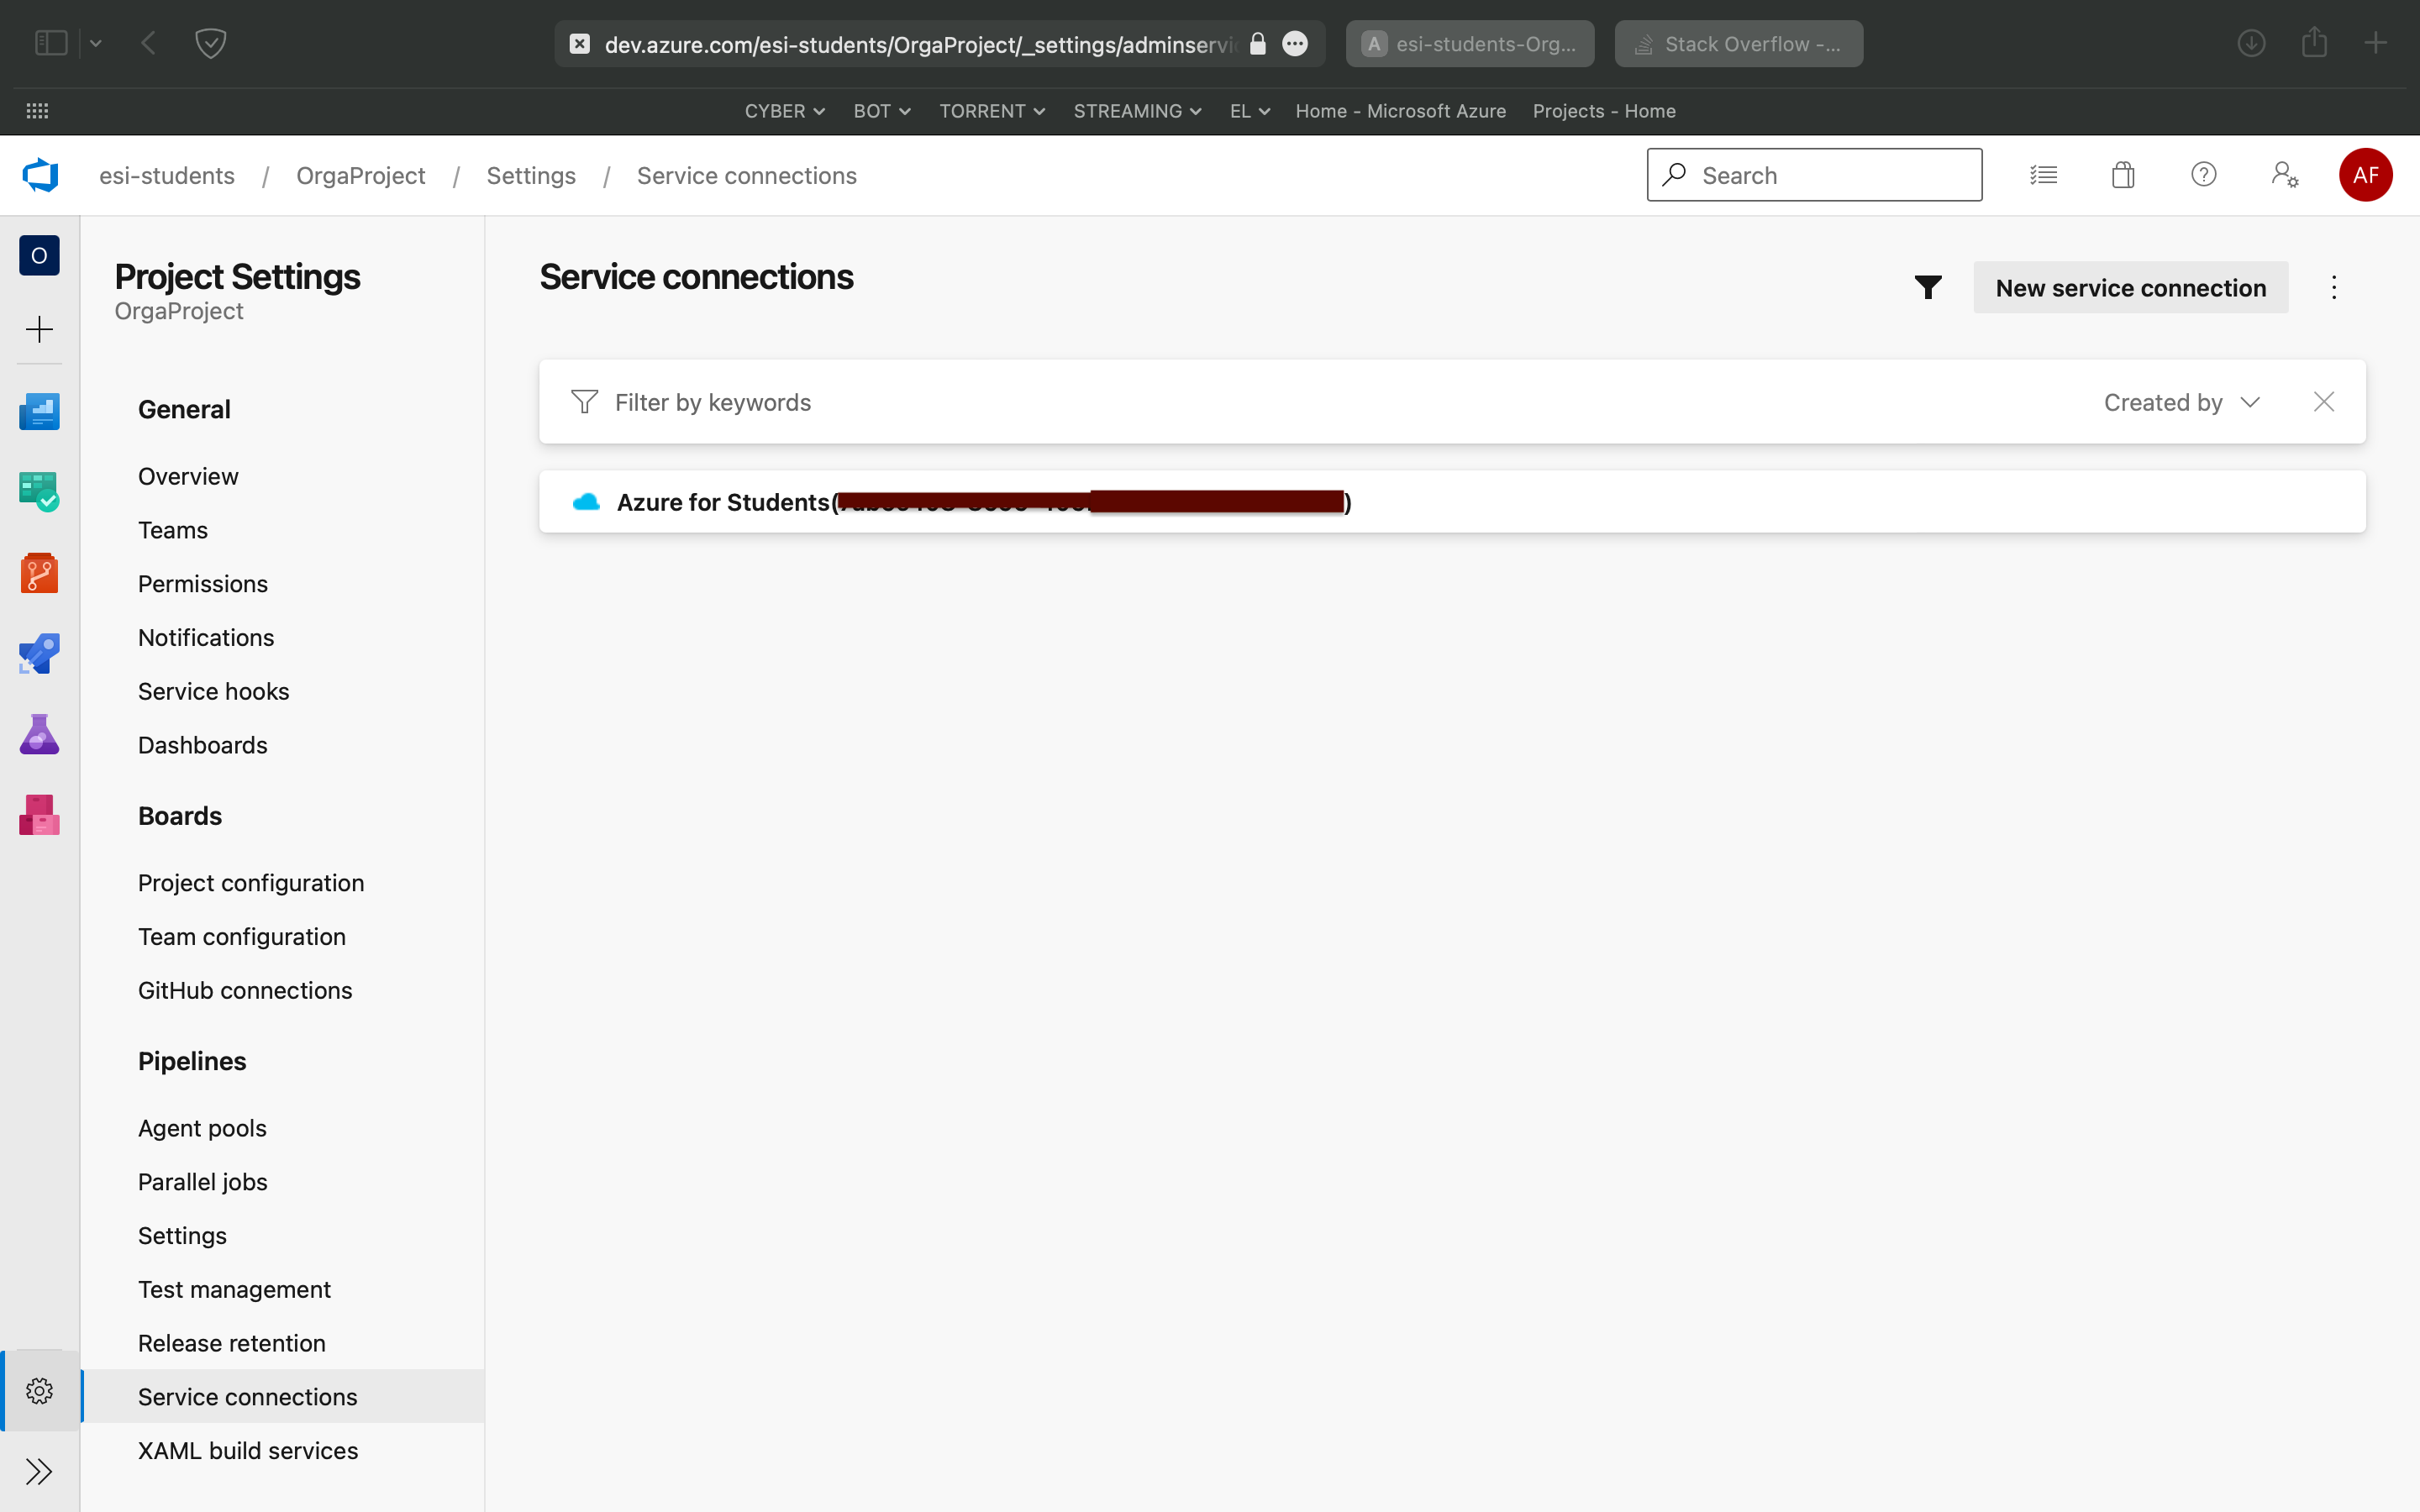 dev.azure.com/esi-students/OrgaProject/_settings/adminservi
A esi-students-Org...
Stack Overflow -...
CYBER BOT TORRENT STREAMING EL Home - Microsoft Azure Projects - Home
esi-students / OrgaProject / Settings / Service connections
Search
AF
O
Project Settings
OrgaProject
General
Overview
Teams
Permissions
Notifications
Service hooks
Dashboards
Boards
Project configuration
Team configuration
GitHub connections
Pipelines
Agent pools
Parallel jobs
Settings
Test management
Release retention
Service connections
XAML build services
Service connections
New service connection
Filter by keywords
Created by
Azure for Students( )